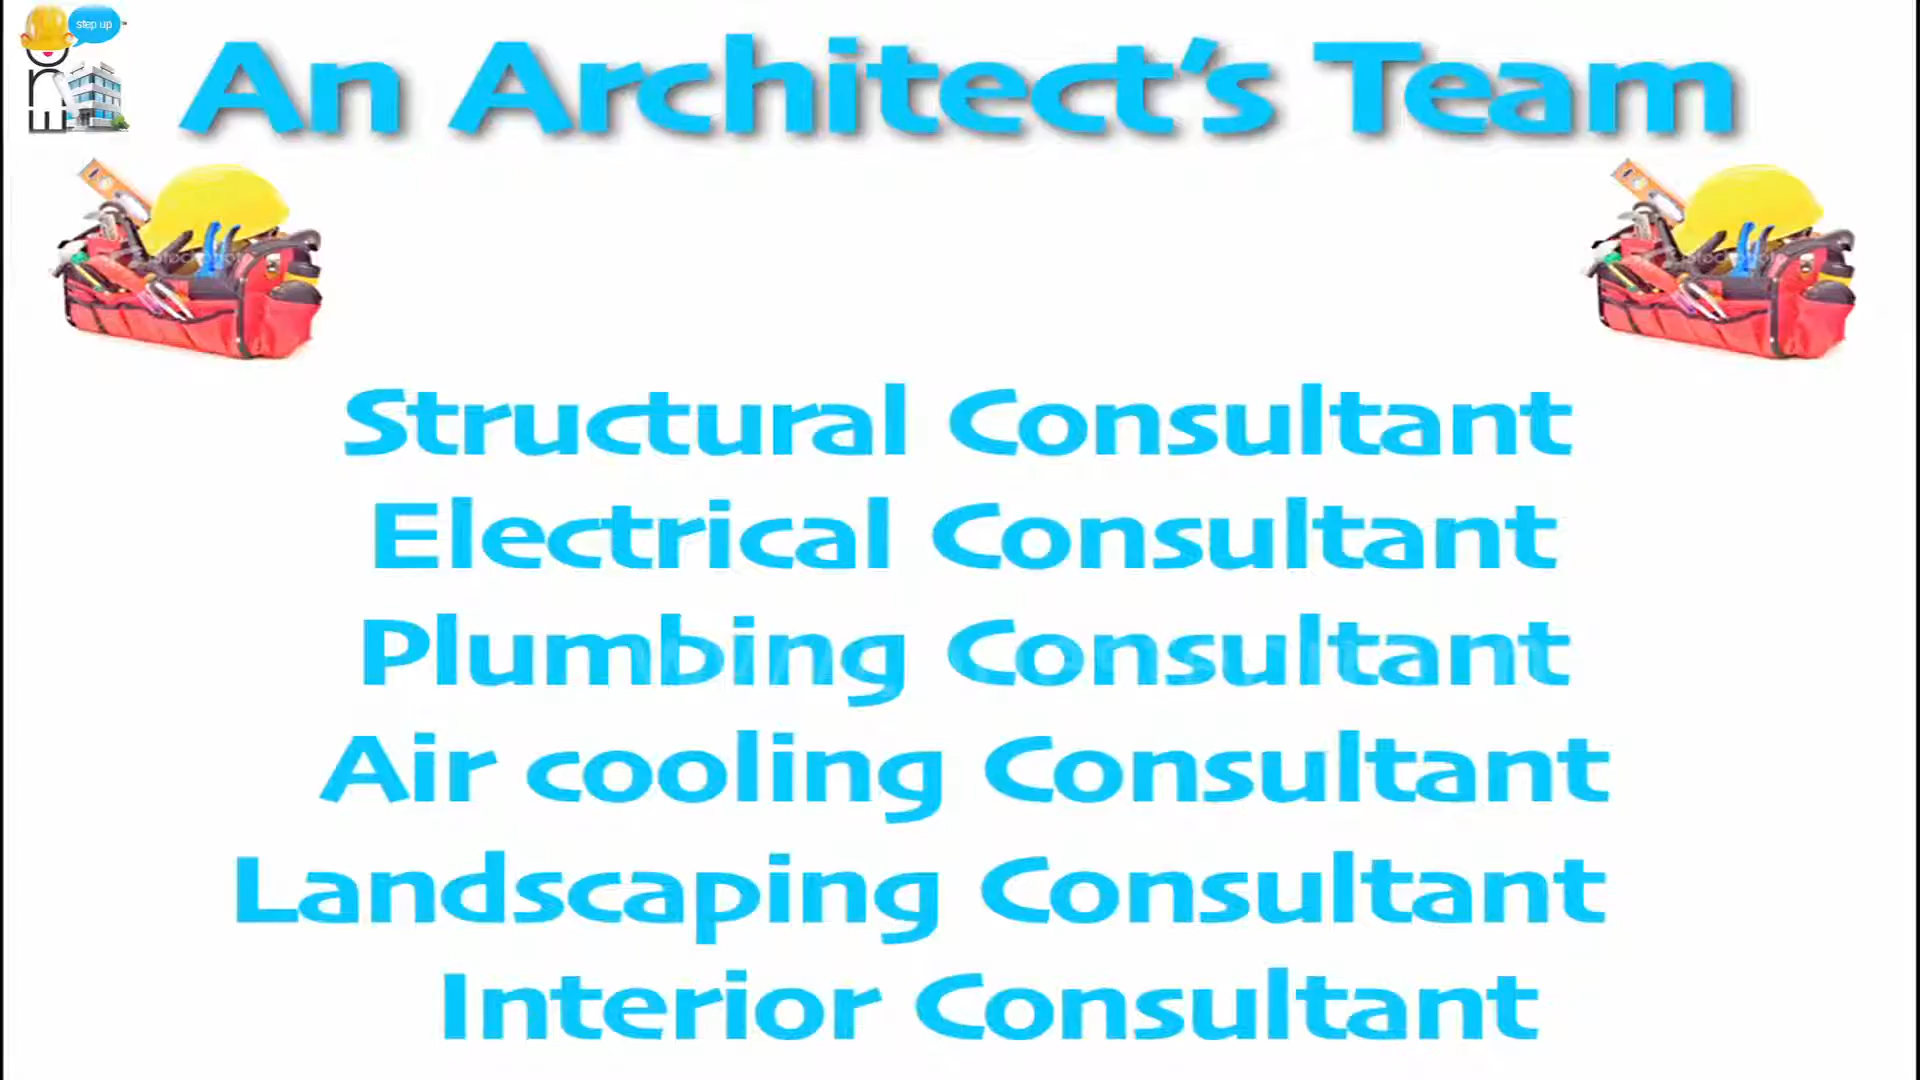 step up
An Architect's Team
Structural Consultant
Electrical Consultant
Plumbing Consultant
Air cooling Consultant
Landscaping Consultant
Interior Consultant